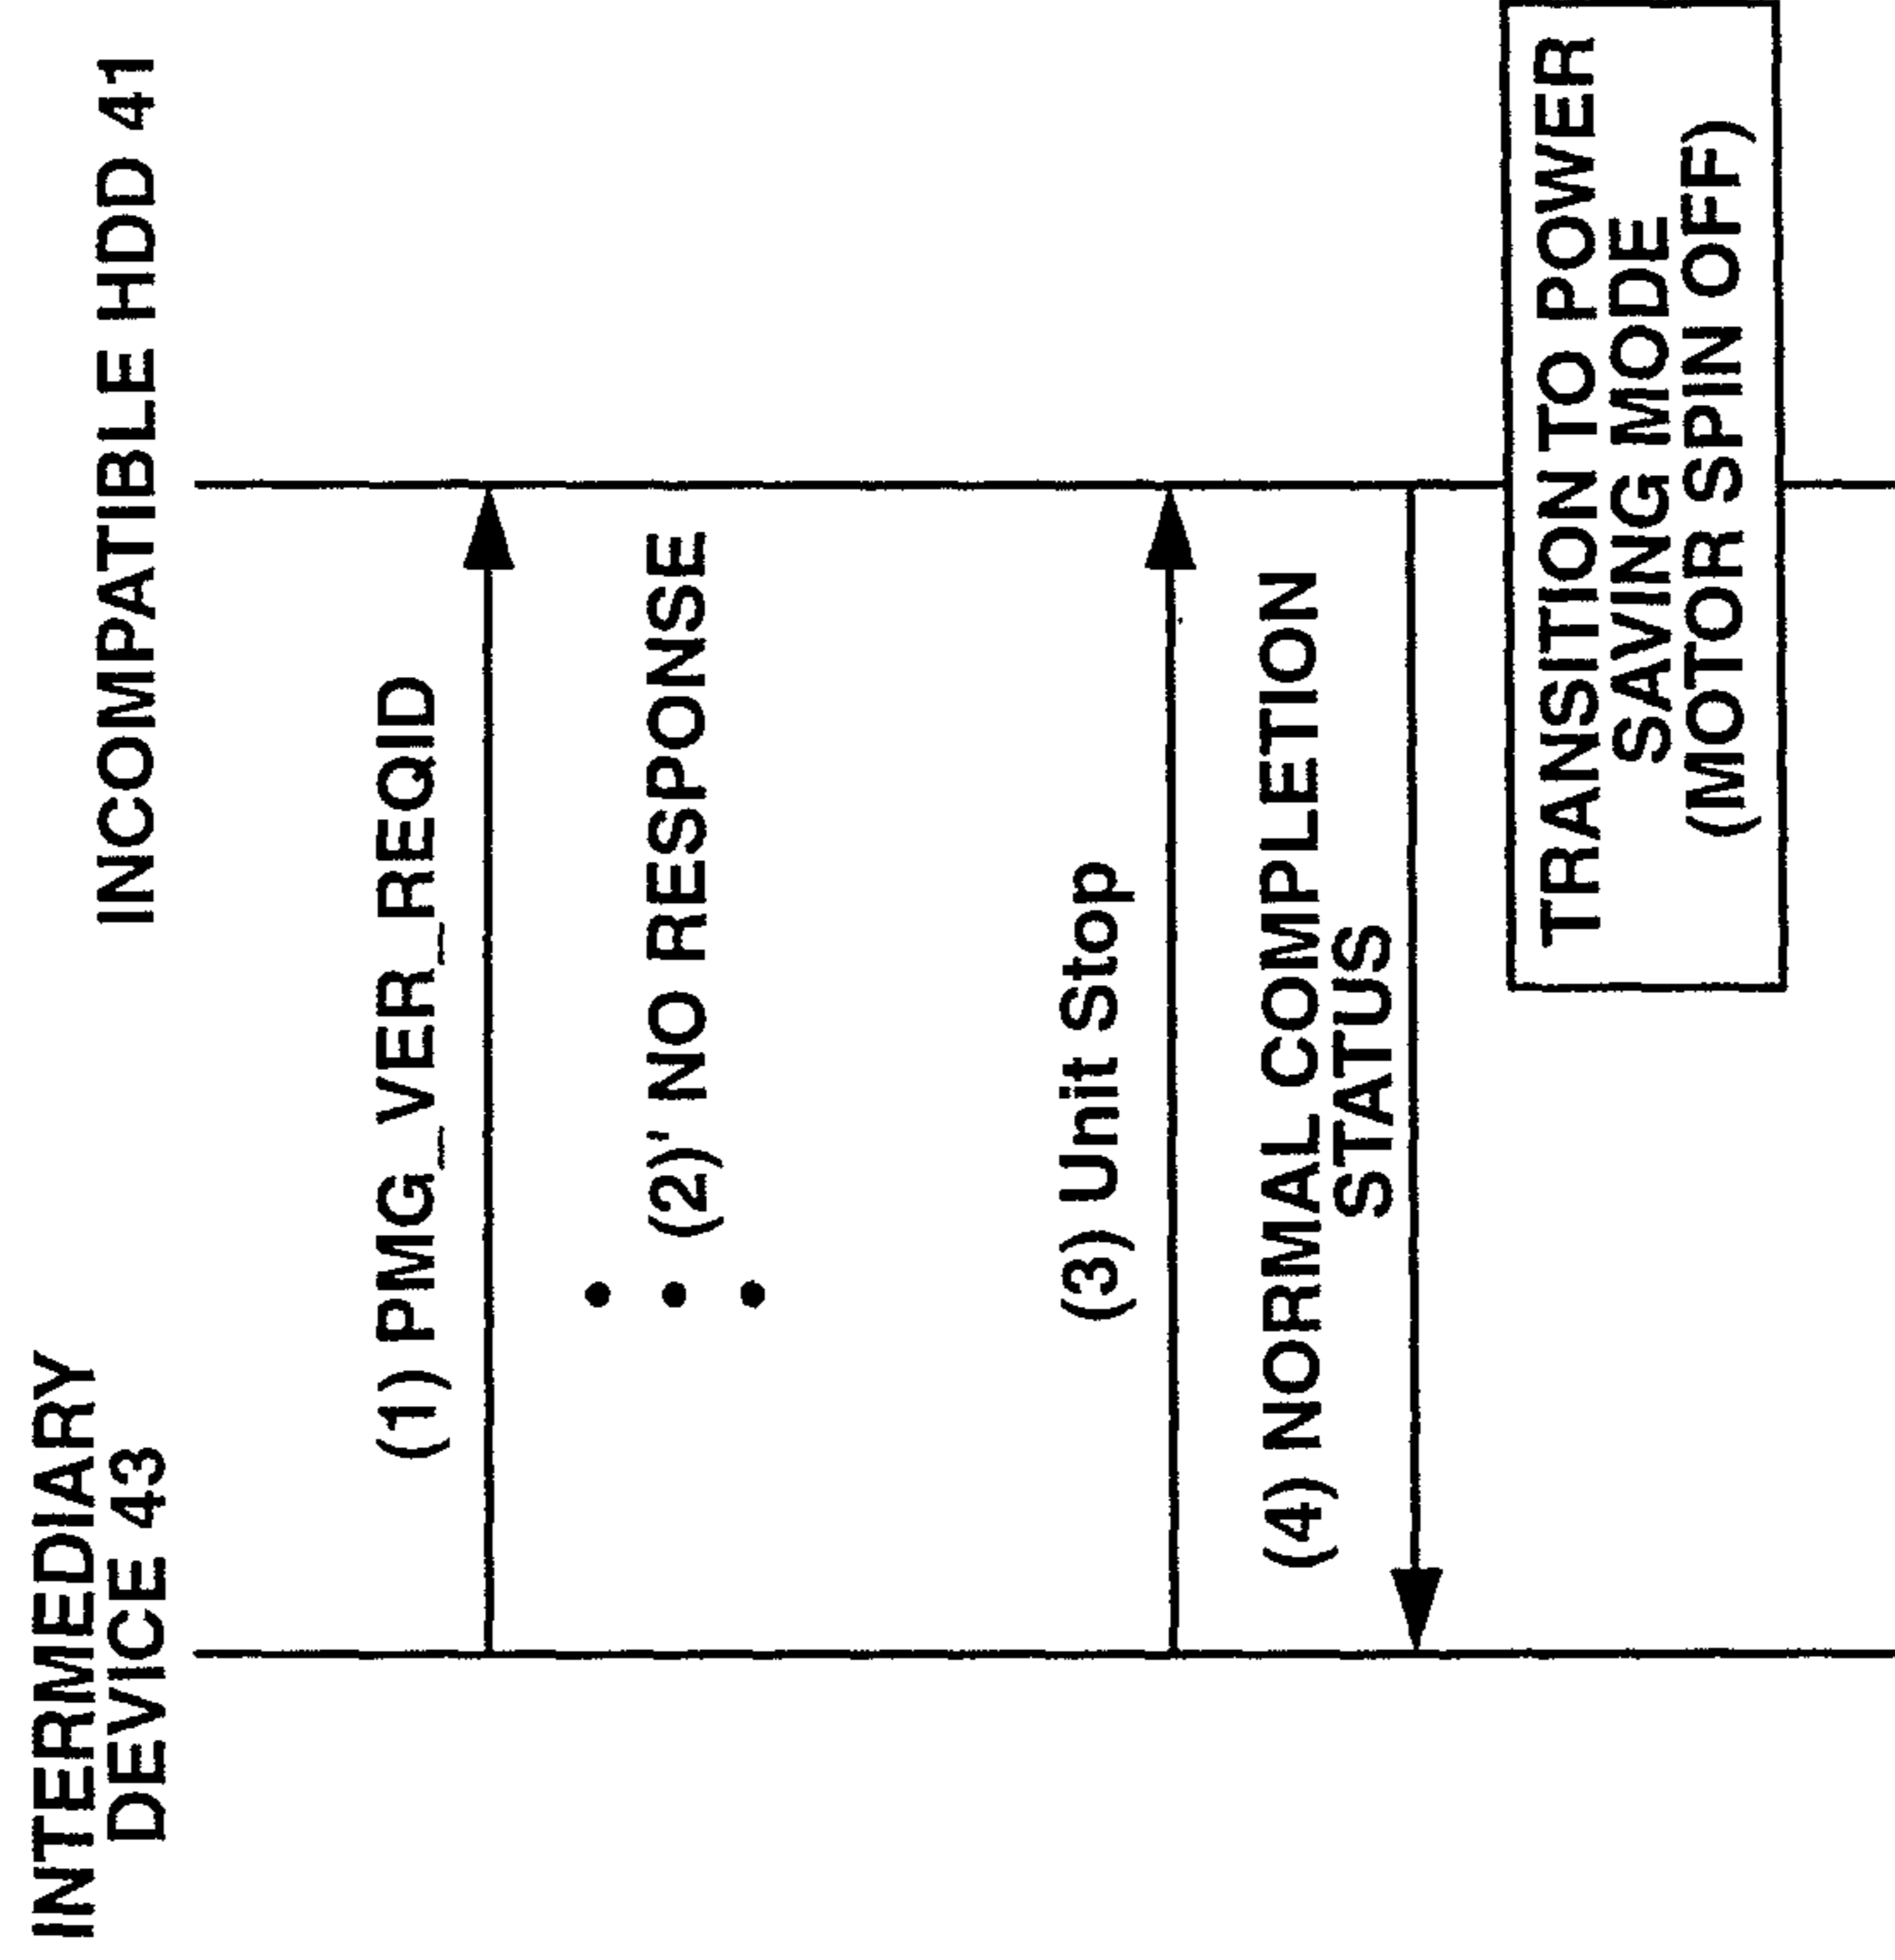 INTERMEDIARY
DEVICE 43
INCOMPATIBLE HDD 41
(1) PMG_VER_REQID
(2)' NO RESPONSE
(3) Unit Stop
(4) NORMAL COMPLETION
STATUS
TRANSITION TO POWER
SAVING MODE
(MOTOR SPIN OFF)